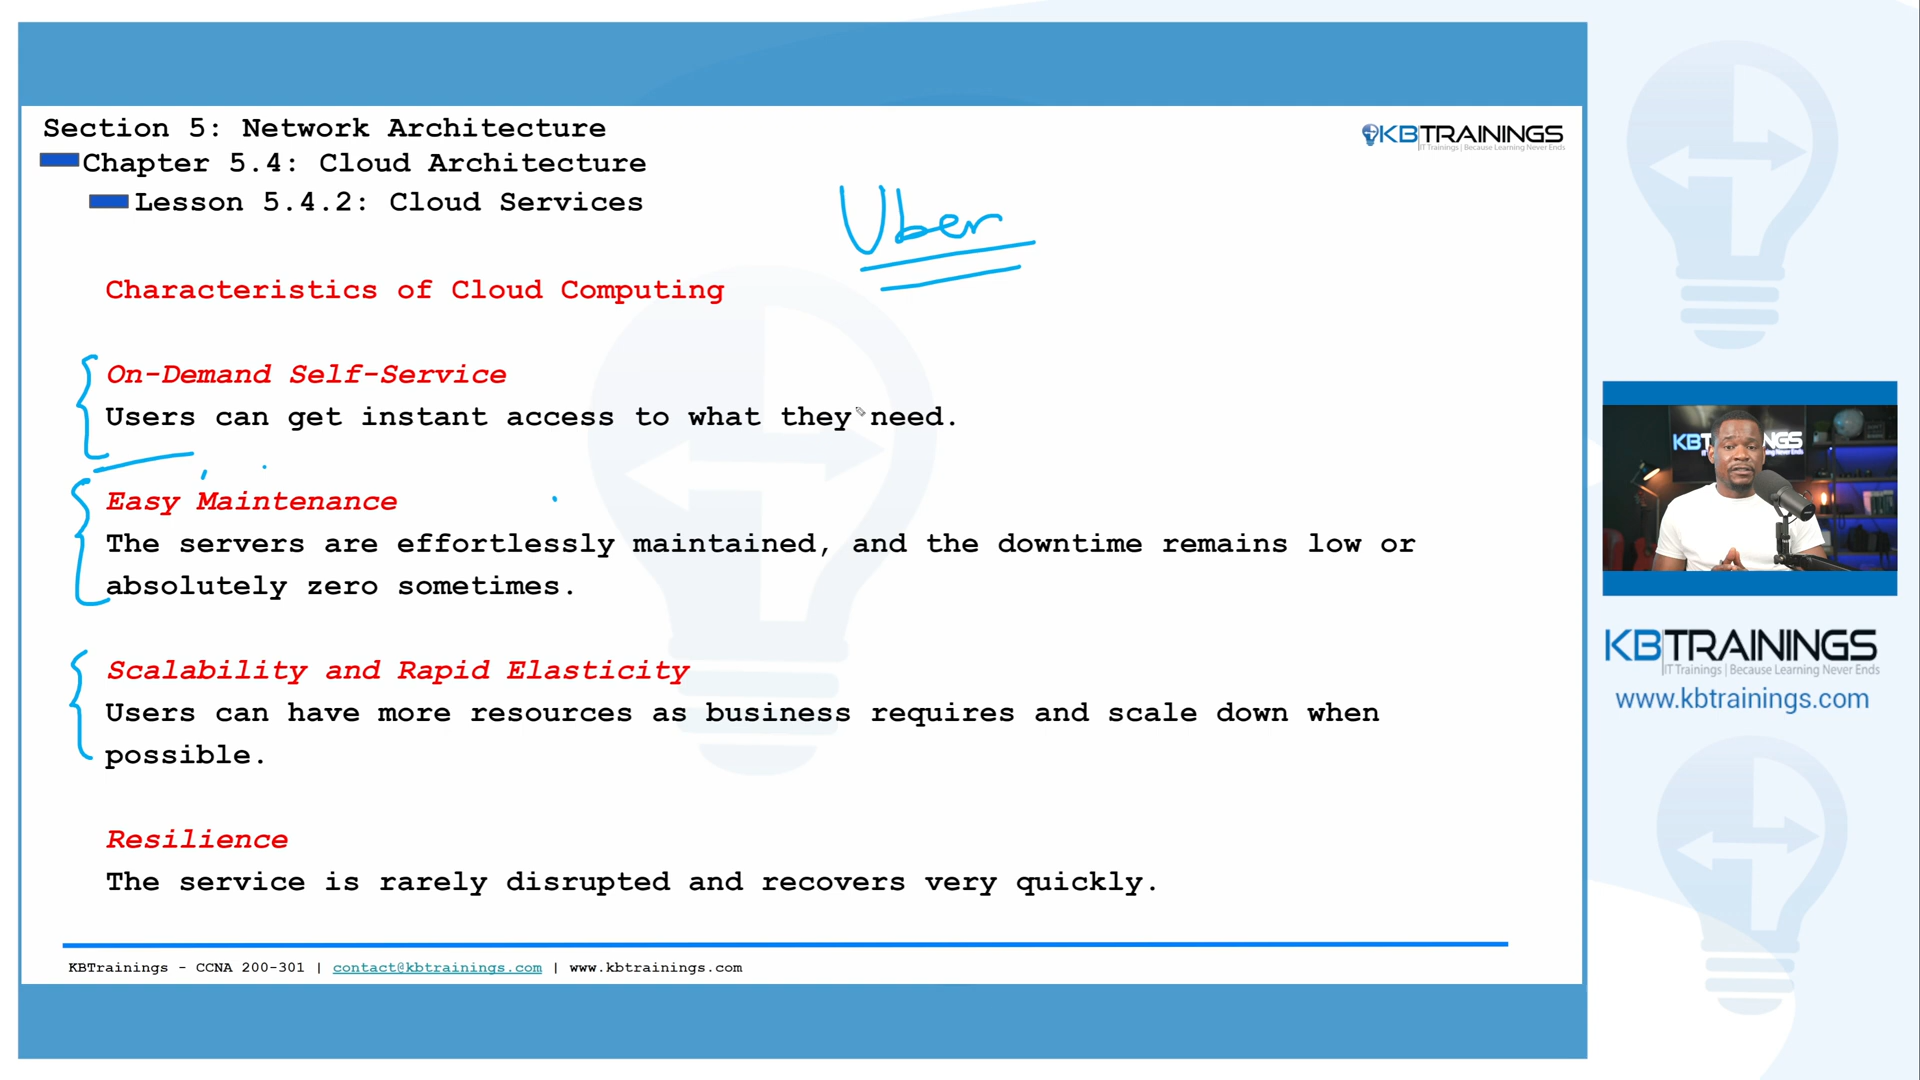 Section 5: Network Architecture
Chapter 5.4: Cloud Architecture
Lesson 5.4.2: Cloud Services
KBTRAININGS
IT Trainings | Because Learning Never Ends
Uber
Characteristics of Cloud Computing
On-Demand Self-Service
Users can get instant access to what they need.
Easy Maintenance
The servers are effortlessly maintained, and the downtime remains low or
absolutely zero sometimes.
Scalability and Rapid Elasticity
Users can have more resources as business requires and scale down when
possible.
Resilience
The service is rarely disrupted and recovers very quickly.
KBTrainings - CCNA 200-301 | contact@kbtrainings.com | www.kbtrainings.com
KBTRAININGS
IT Trainings | Because Learning Never Ends
www.kbtrainings.com